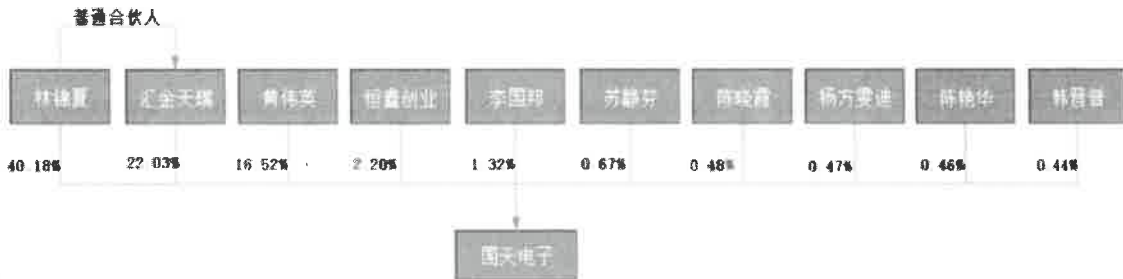 普通合伙人
林锦夏 汇金天瑞 黄伟英 恒鑫创业 李国邦 苏静芬 陈晓霞 杨方雯迪 陈艳华 韩晋晋
40.18% 22.03% 16.52% 2.20% 1.32% 0.67% 0.48% 0.47% 0.46% 0.44%
国天电子